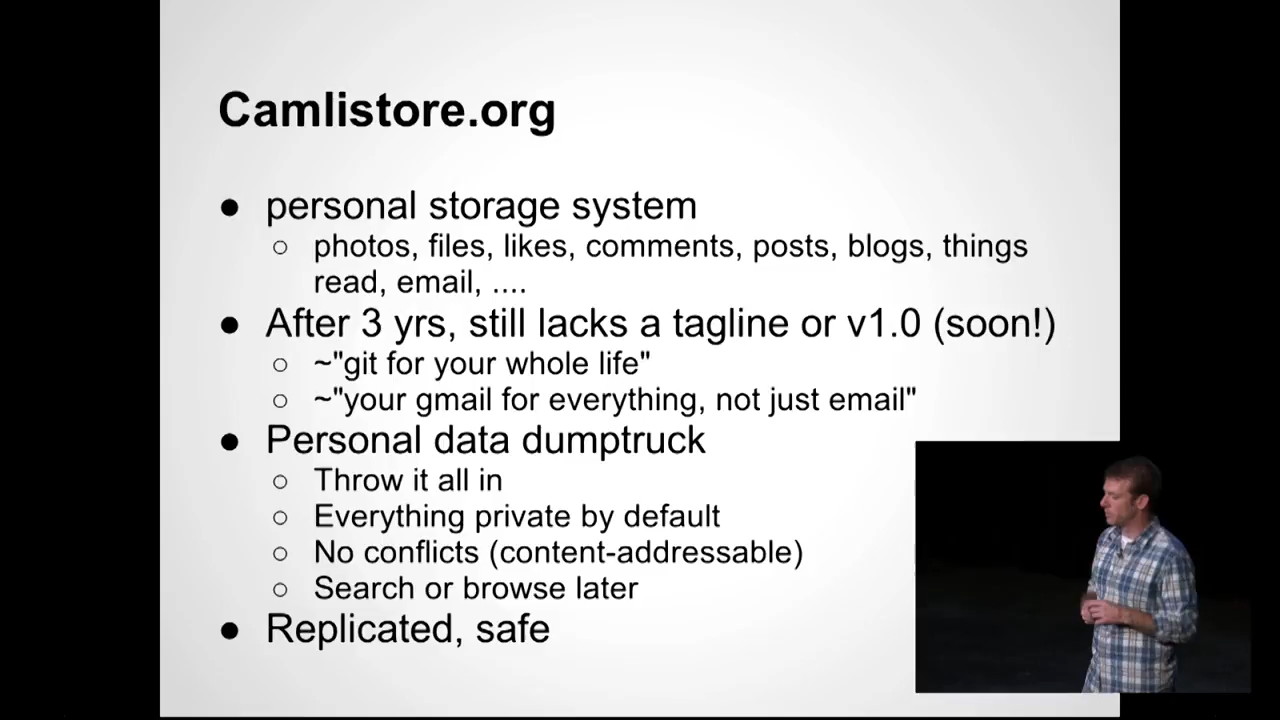 Camlistore.org
● personal storage system
○ photos, files, likes, comments, posts, blogs, things
read, email, ....
● After 3 yrs, still lacks a tagline or v1.0 (soon!)
○ ~"git for your whole life"
○ ~"your gmail for everything, not just email"
● Personal data dumptruck
○ Throw it all in
○ Everything private by default
○ No conflicts (content-addressable)
○ Search or browse later
● Replicated, safe